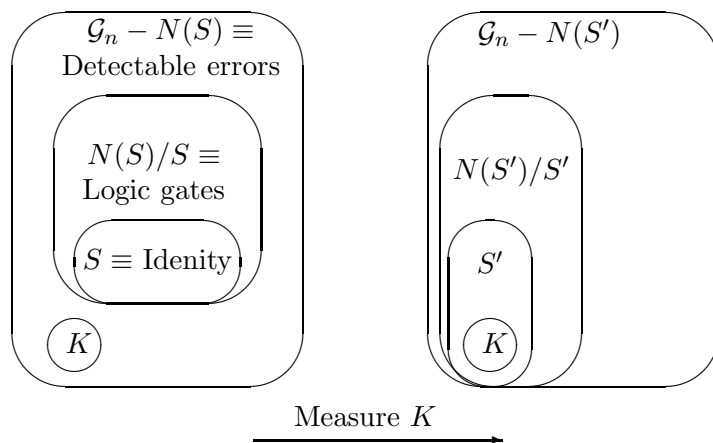 𝒢ₙ − N(S) ≡
Detectable errors
N(S)/S ≡
Logic gates
S ≡ Idenity
K
𝒢ₙ − N(S′)
N(S′)/S′
S′
K
Measure K